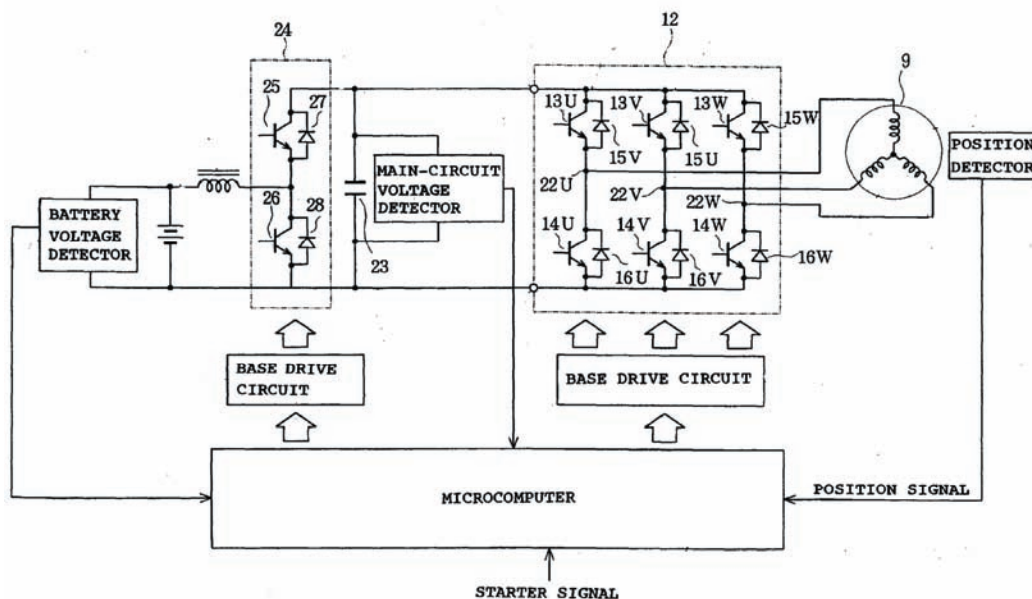 24
12
9
25
27
13U
13V
13W
15W
15V
15U
POSITION
DETECTOR
MAIN-CIRCUIT
VOLTAGE
DETECTOR
22U
22V
22W
BATTERY
VOLTAGE
DETECTOR
26
28
23
14U
14V
14W
16U
16V
16W
BASE DRIVE
CIRCUIT
BASE DRIVE CIRCUIT
MICROCOMPUTER
POSITION SIGNAL
STARTER SIGNAL